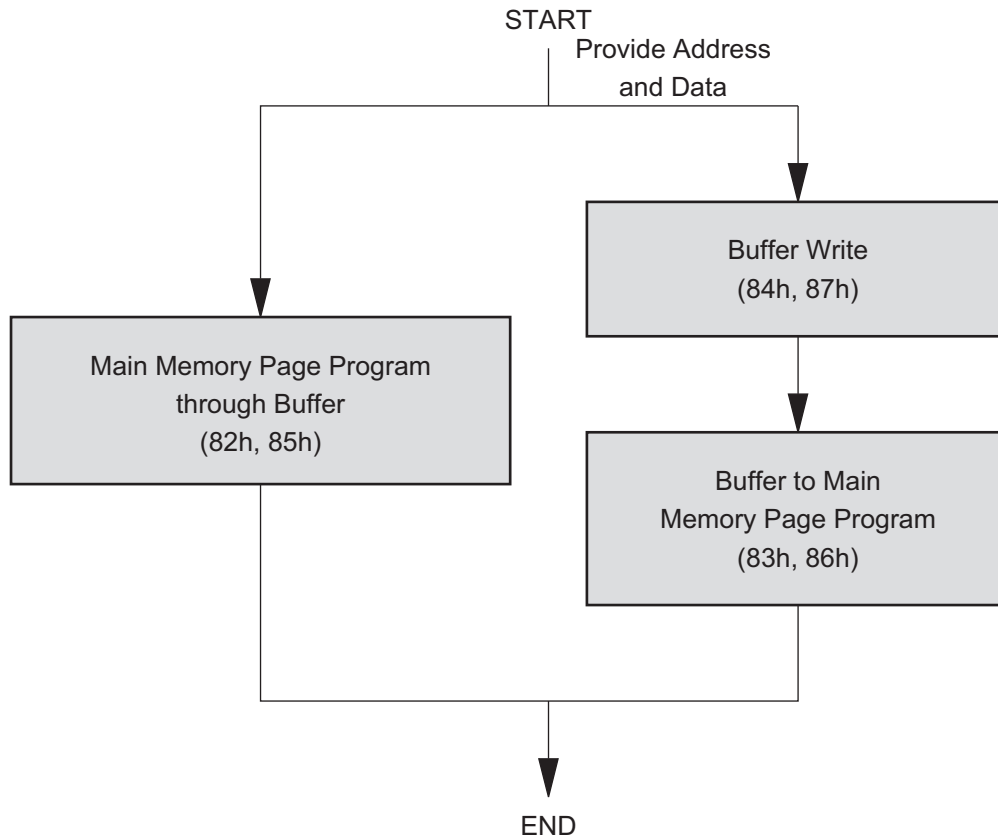 START
Provide Address
and Data
Buffer Write
(84h, 87h)
Main Memory Page Program
through Buffer
(82h, 85h)
Buffer to Main
Memory Page Program
(83h, 86h)
END